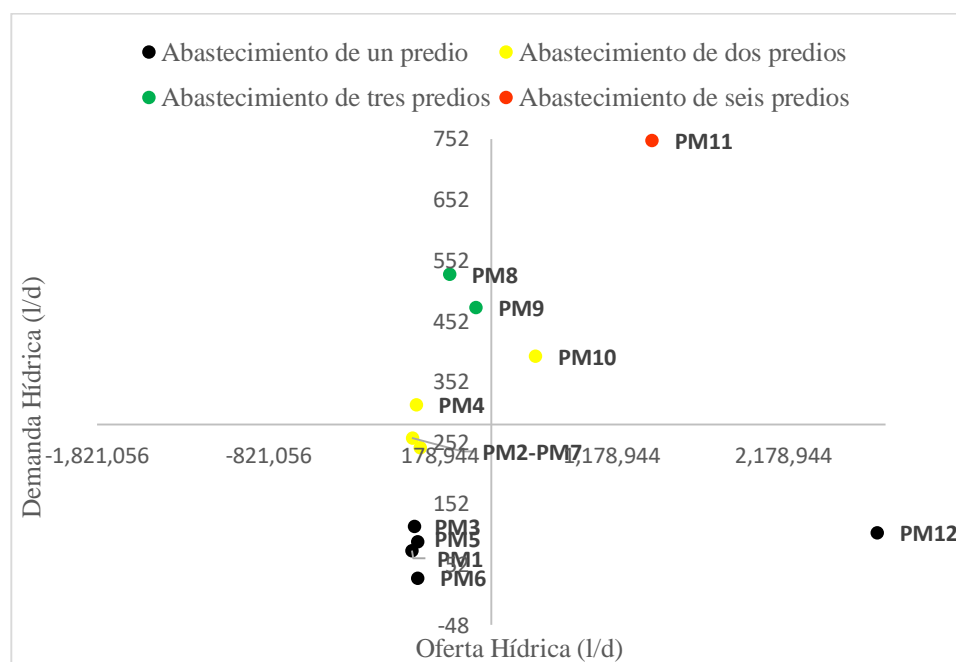 Abastecimiento de un predio Abastecimiento de dos predios
Abastecimiento de tres predios Abastecimiento de seis predios
752
PM11
652
552
PM8
PM9
452
PM10
352
PM4
252
-1,821,056 -821,056 178,944 PM2-PM7 1,178,944 2,178,944
152
PM3
PM12
PM5
PM1
52
PM6
-48
Demanda Hídrica (l/d)
Oferta Hídrica (l/d)